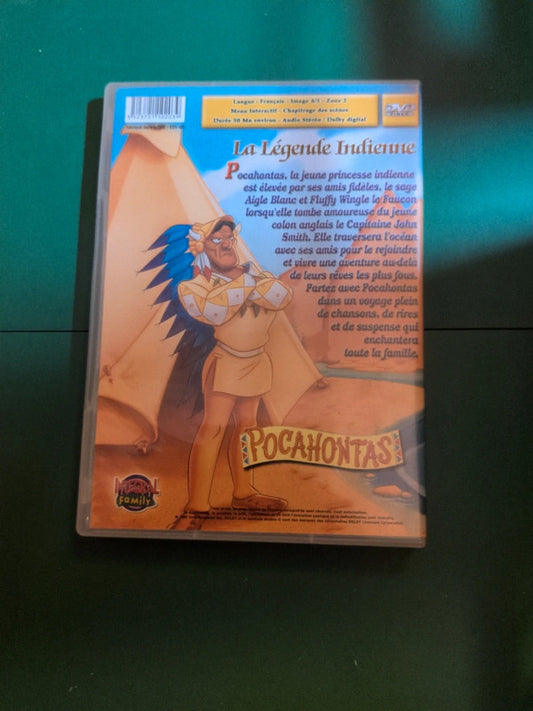 Langue : Français - Image 4/3 - Zone 2
Menu Interactif - Chapitrage des scènes
Durée 50 Mn environ - Audio Stéréo / Dolby digital
DVD
La Légende Indienne
Pocahontas, la jeune princesse indienne
est élevée par ses amis fidèles, le sage
Aigle Blanc et Fluffy Wingle le Faucon
lorsqu'elle tombe amoureuse du jeune
colon anglais le Capitaine John
Smith. Elle traversera l'océan
avec ses amis pour le rejoindre
et vivre une aventure au-delà
de leurs rêves les plus fous.
Partez avec Pocahontas
dans un voyage plein
de chansons, de rires
et de suspense qui
enchantera
toute la famille.
POCAHONTAS
family